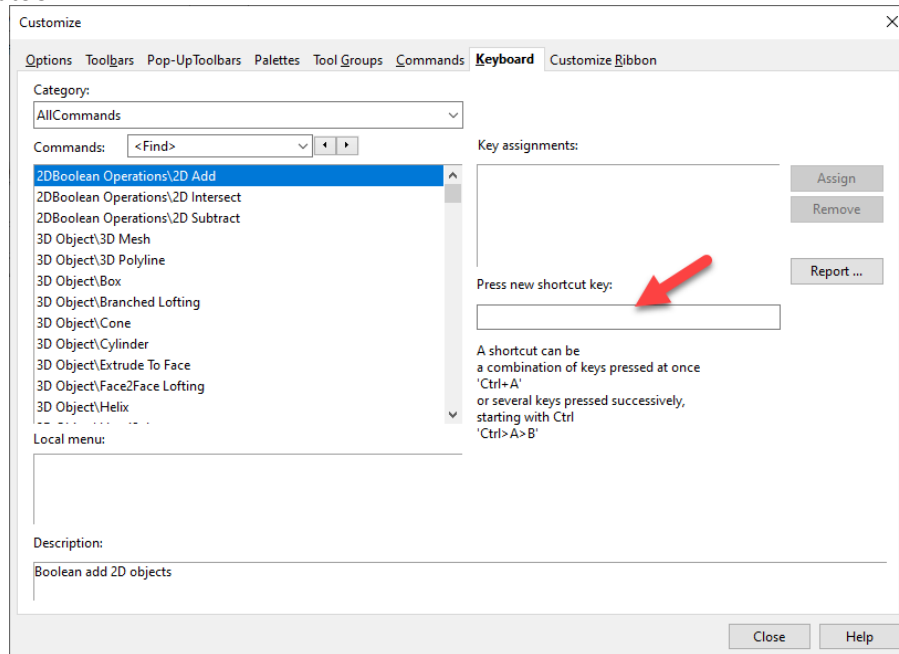 Customize
Options Toolbars Pop-UpToolbars Palettes Tool Groups Commands Keyboard Customize Ribbon
Category:
AllCommands
Commands: <Find>
Key assignments:
2DBoolean Operations\2D Add
2DBoolean Operations\2D Intersect
2DBoolean Operations\2D Subtract
3D Object\3D Mesh
3D Object\3D Polyline
3D Object\Box
3D Object\Branched Lofting
3D Object\Cone
3D Object\Cylinder
3D Object\Extrude To Face
3D Object\Face2Face Lofting
3D Object\Helix
Assign
Remove
Report ...
Press new shortcut key:
A shortcut can be
a combination of keys pressed at once
'Ctrl+A'
or several keys pressed successively,
starting with Ctrl
'Ctrl>A>B'
Local menu:
Description:
Boolean add 2D objects
Close Help